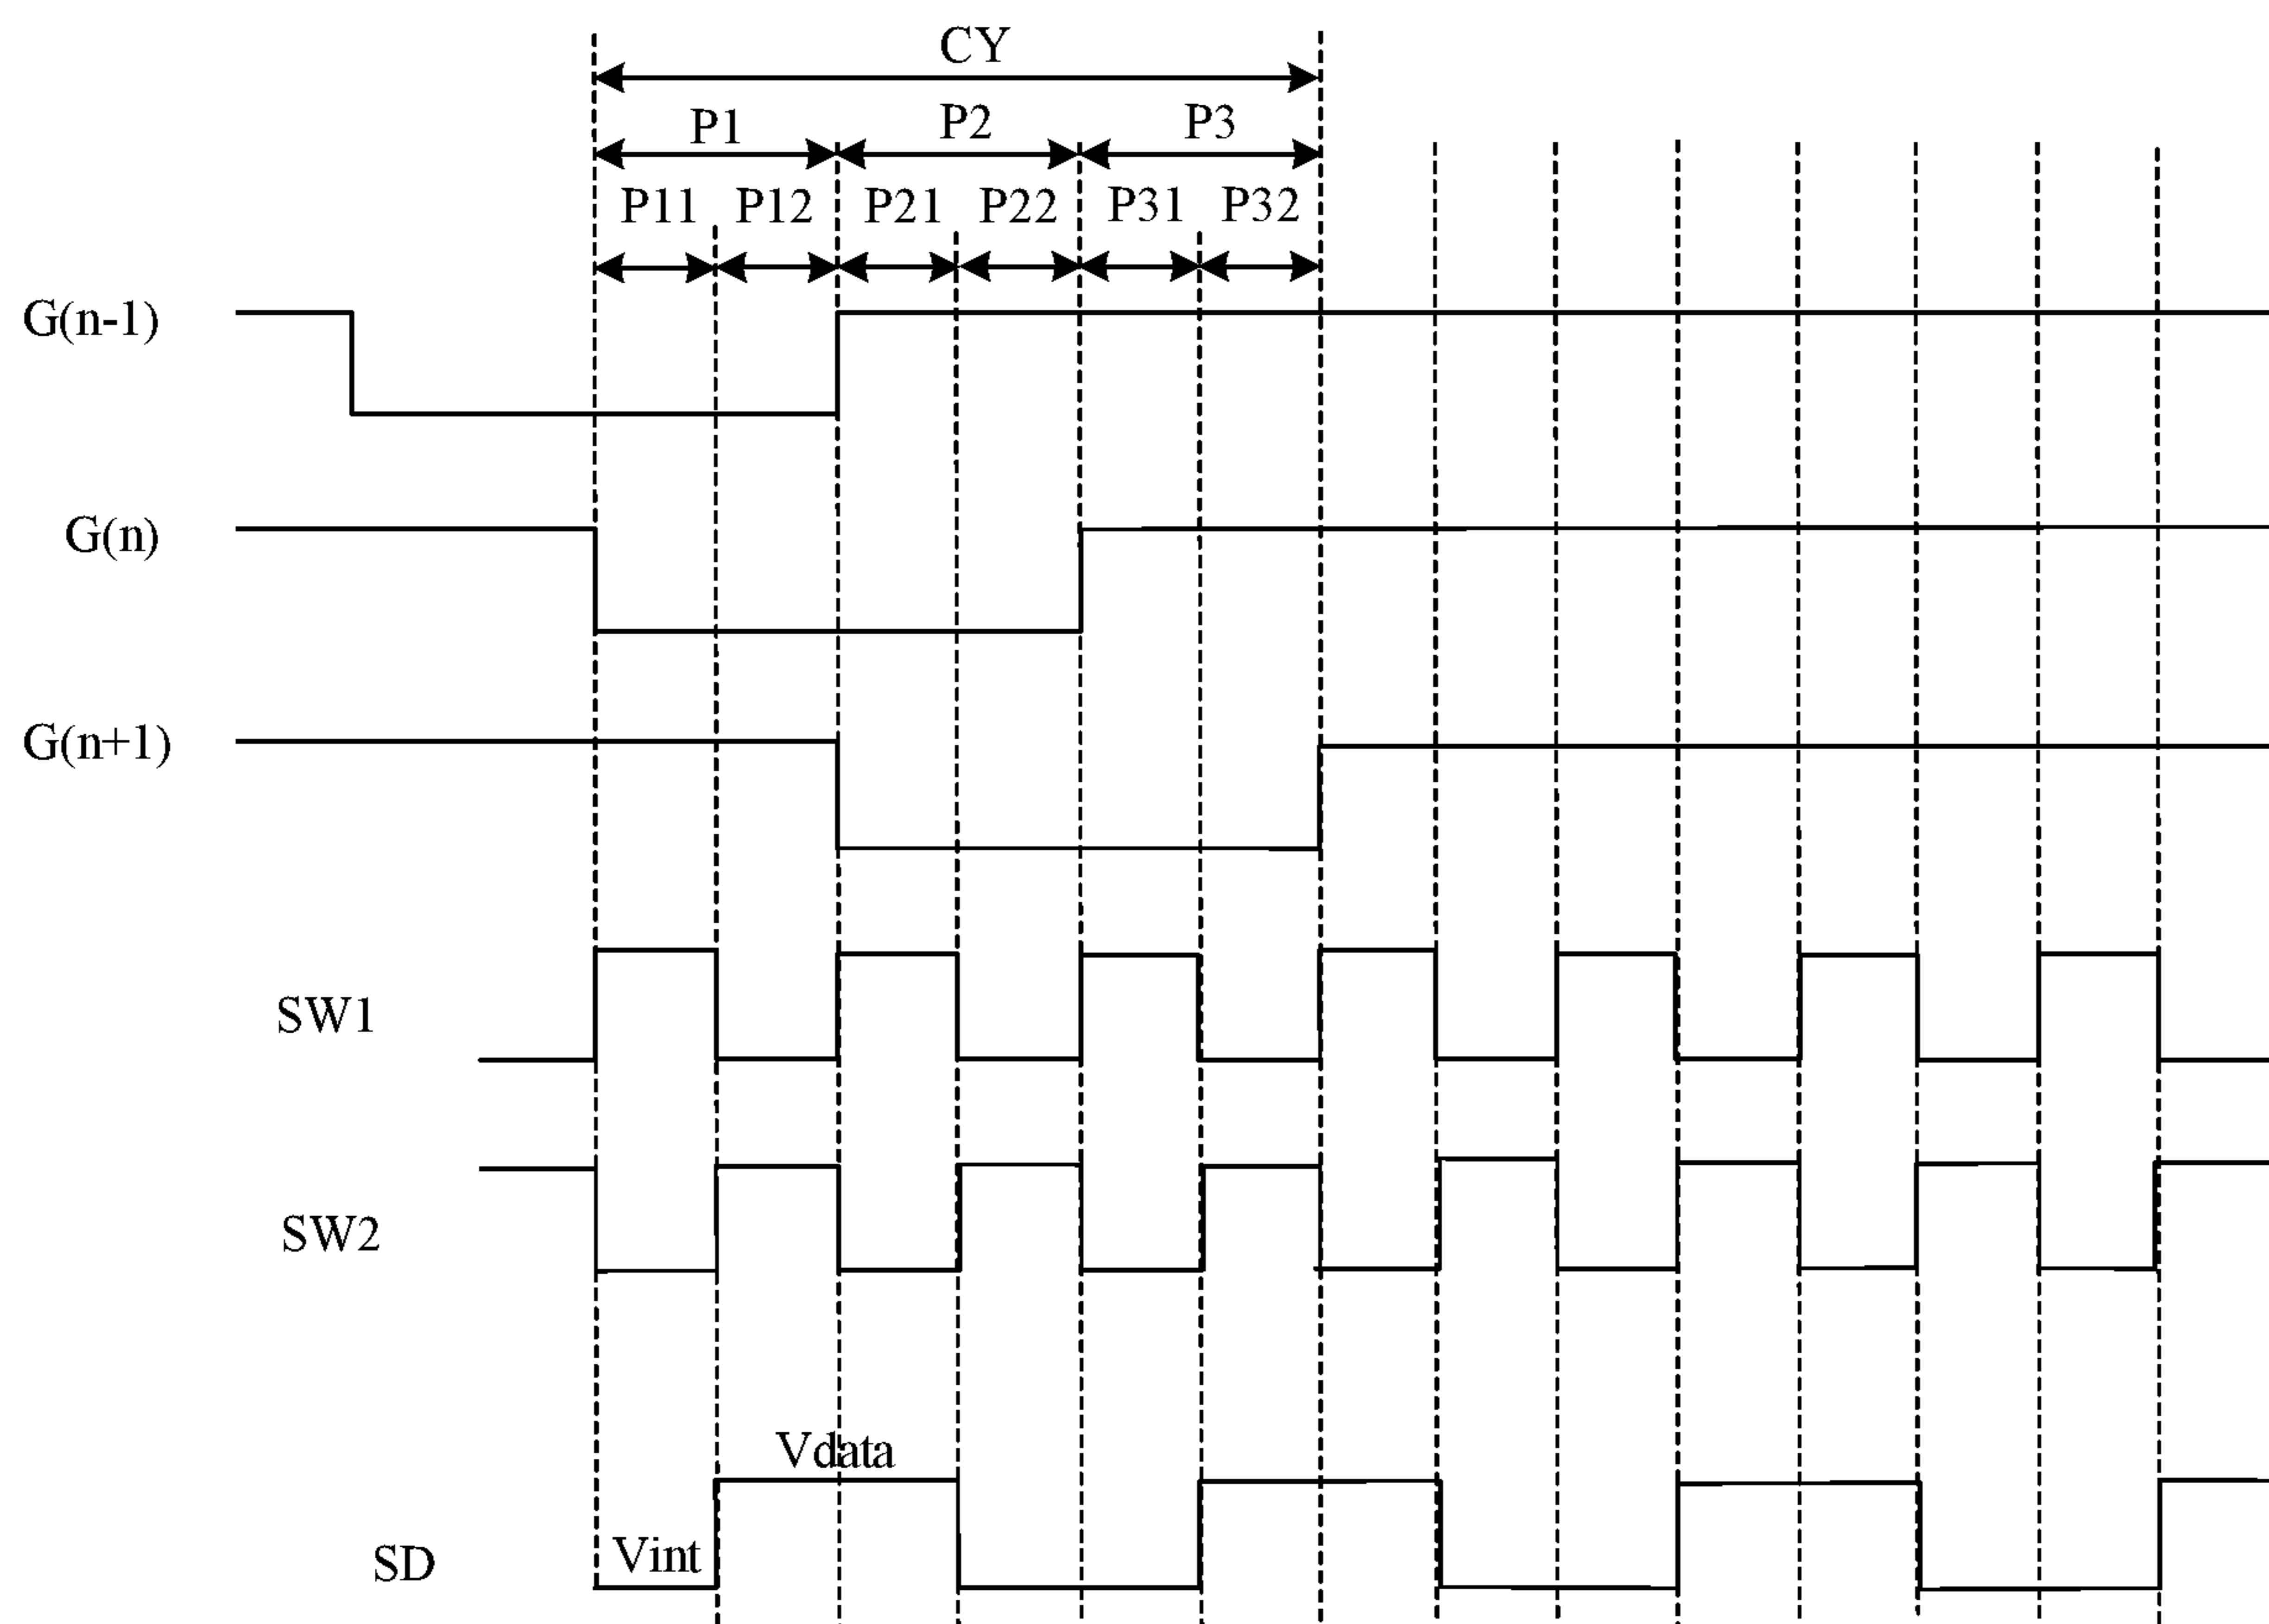 CY
P1 P2 P3
P11 P12 P21 P22 P31 P32
G(n-1)
G(n)
G(n+1)
SW1
SW2
Vdata
Vint
SD